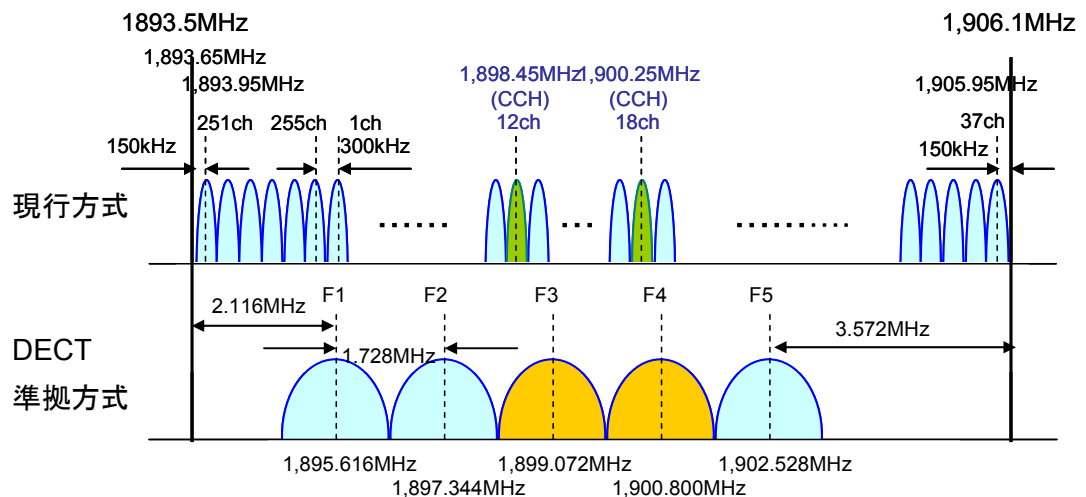 1893.5MHz
1,906.1MHz
1,893.65MHz
1,893.95MHz
1,898.45MHz
(CCH)
12ch
1,900.25MHz
(CCH)
18ch
1,905.95MHz
251ch
255ch
1ch
37ch
150kHz
300kHz
150kHz
現行方式
F1
F2
F3
F4
F5
2.116MHz
3.572MHz
1.728MHz
DECT
準拠方式
1,895.616MHz
1,897.344MHz
1,899.072MHz
1,900.800MHz
1,902.528MHz